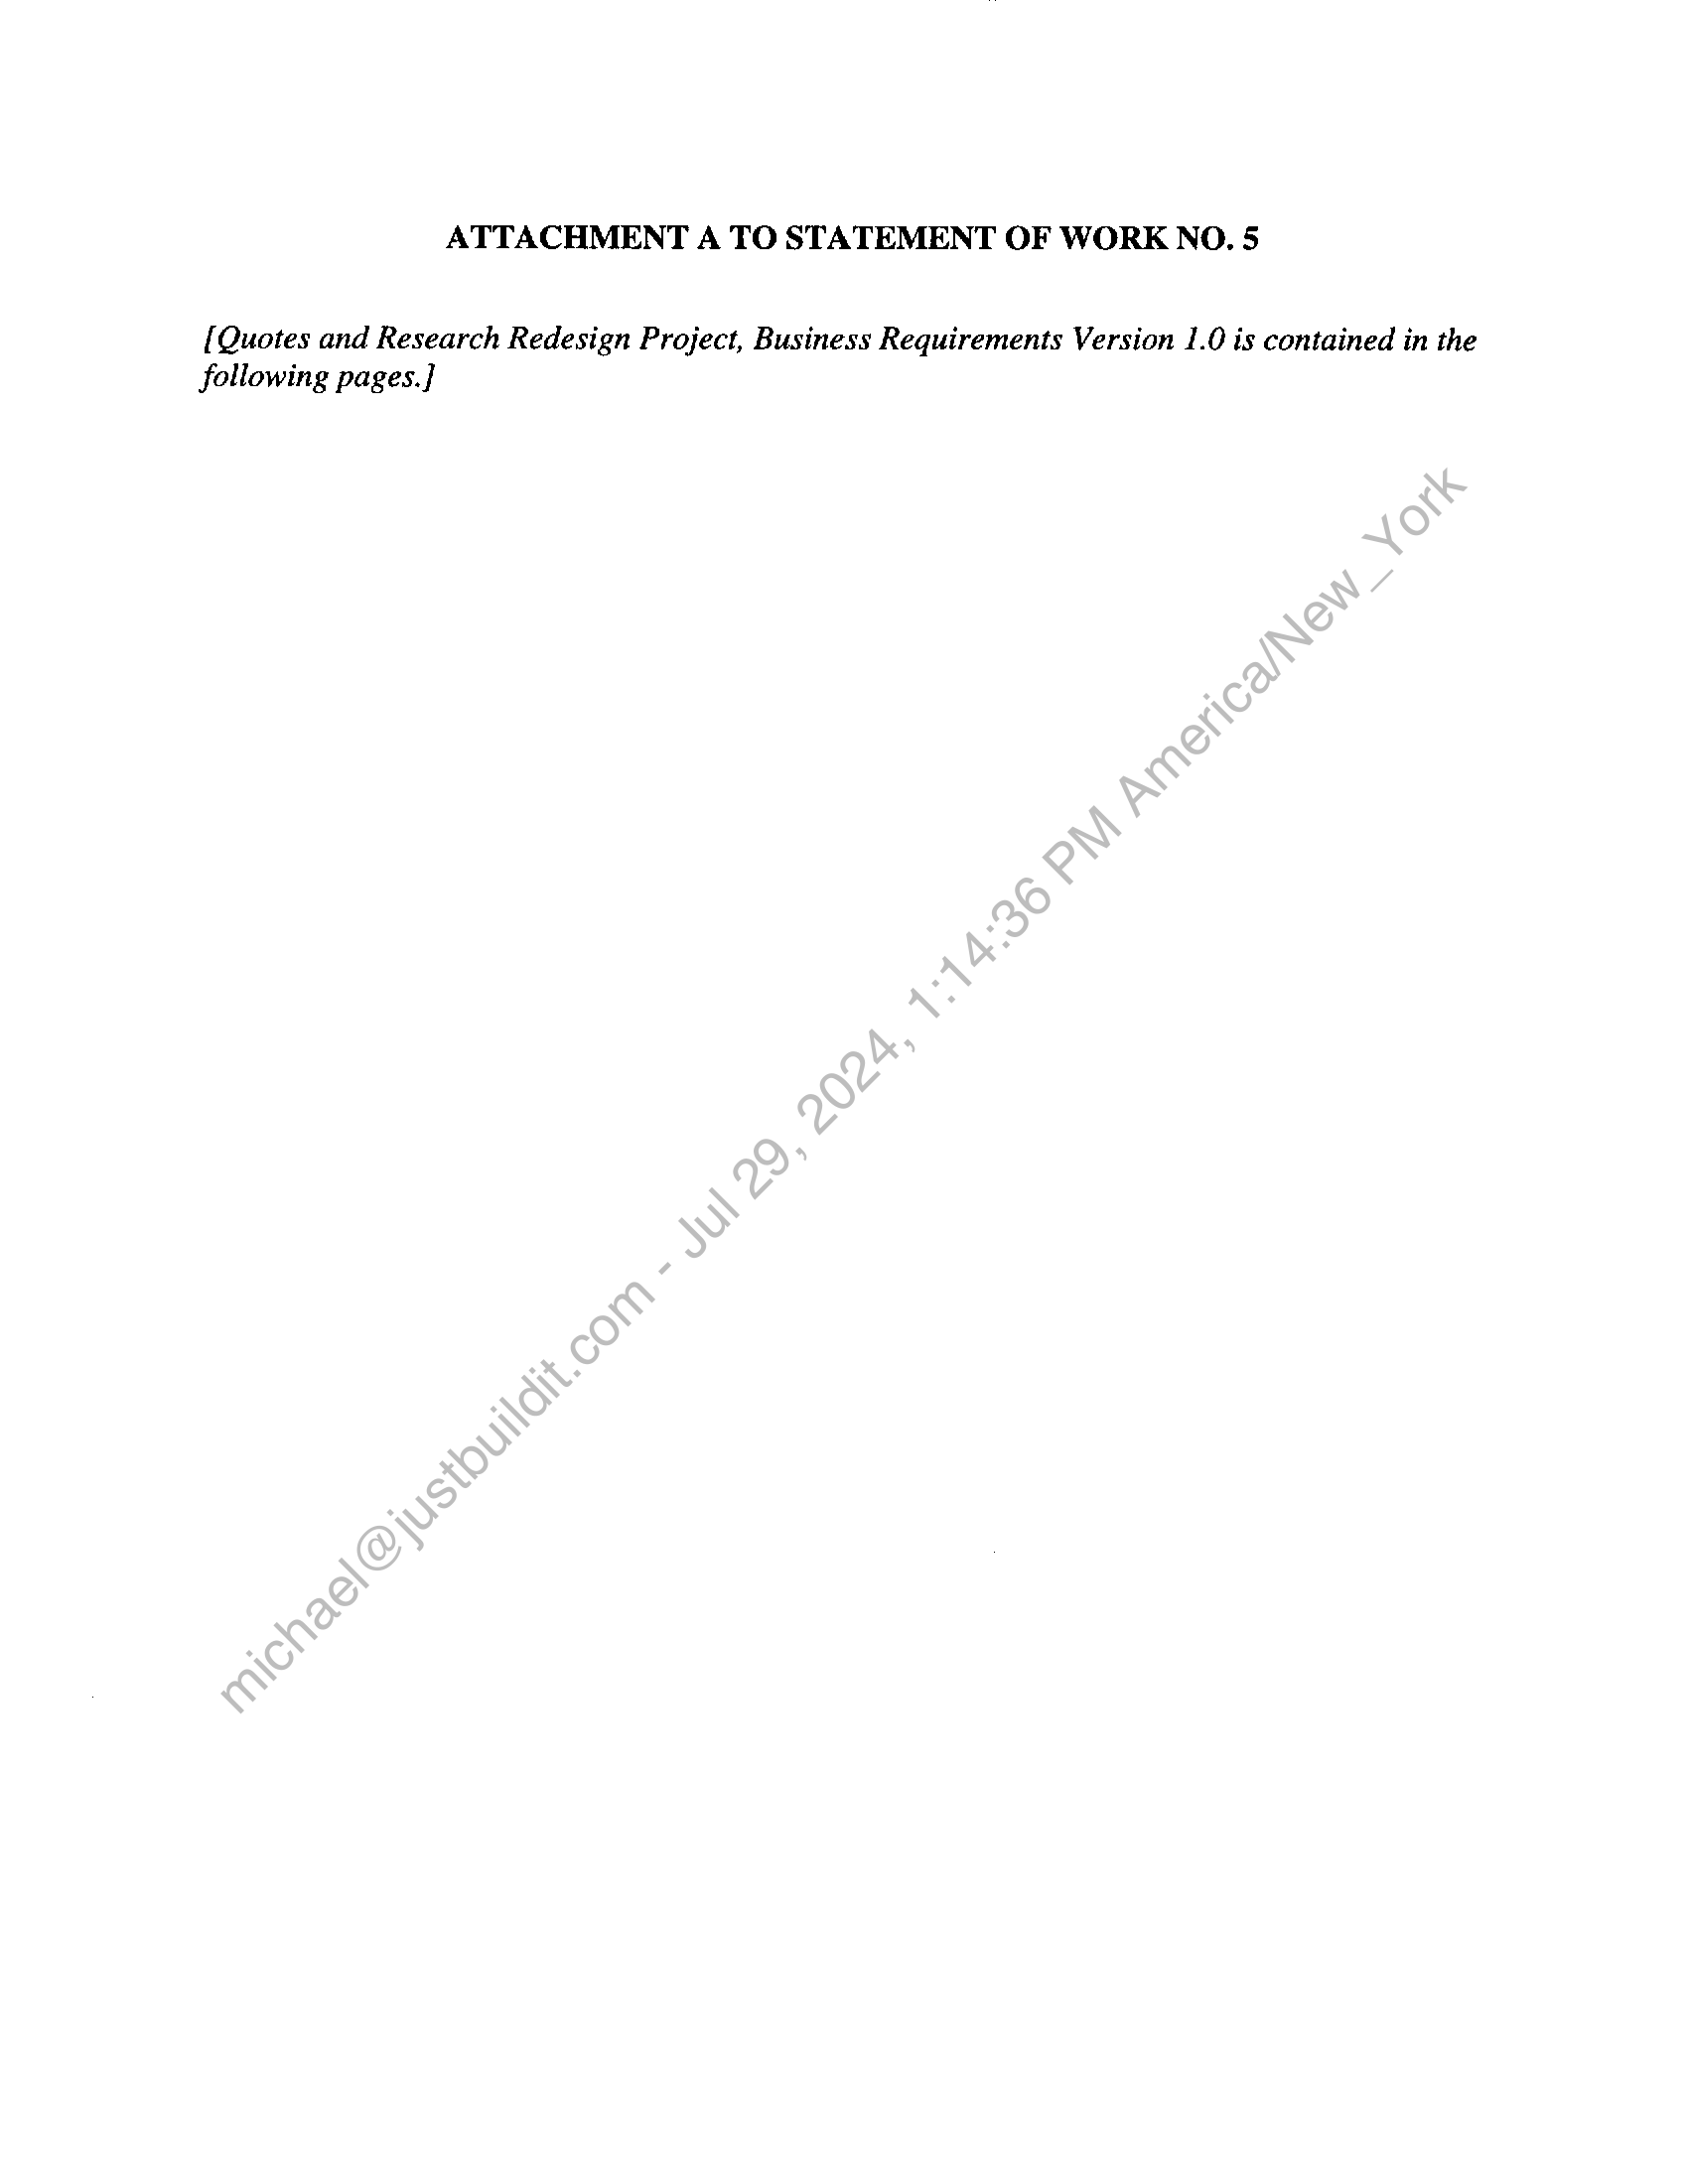 ATTACHMENT A TO STATEMENT OF WORK NO. 5
[Quotes and Research Redesign Project, Business Requirements Version 1.0 is contained in the
following pages.]
michael@justbuildit.com - Jul 29, 2024, 1:14:36 PM America/New_York